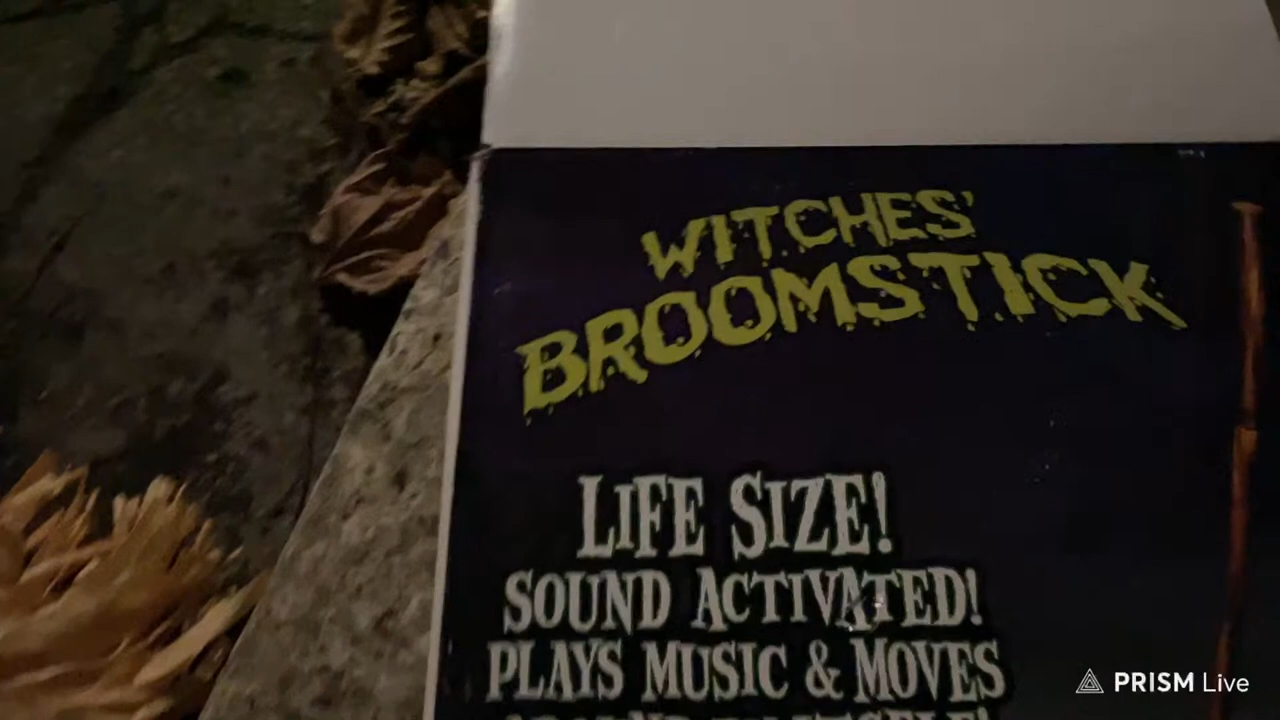 WITCHES'
BROOMSTICK
LIFE SIZE!
SOUND ACTIVATED!
PLAYS MUSIC & MOVES
PRISM Live